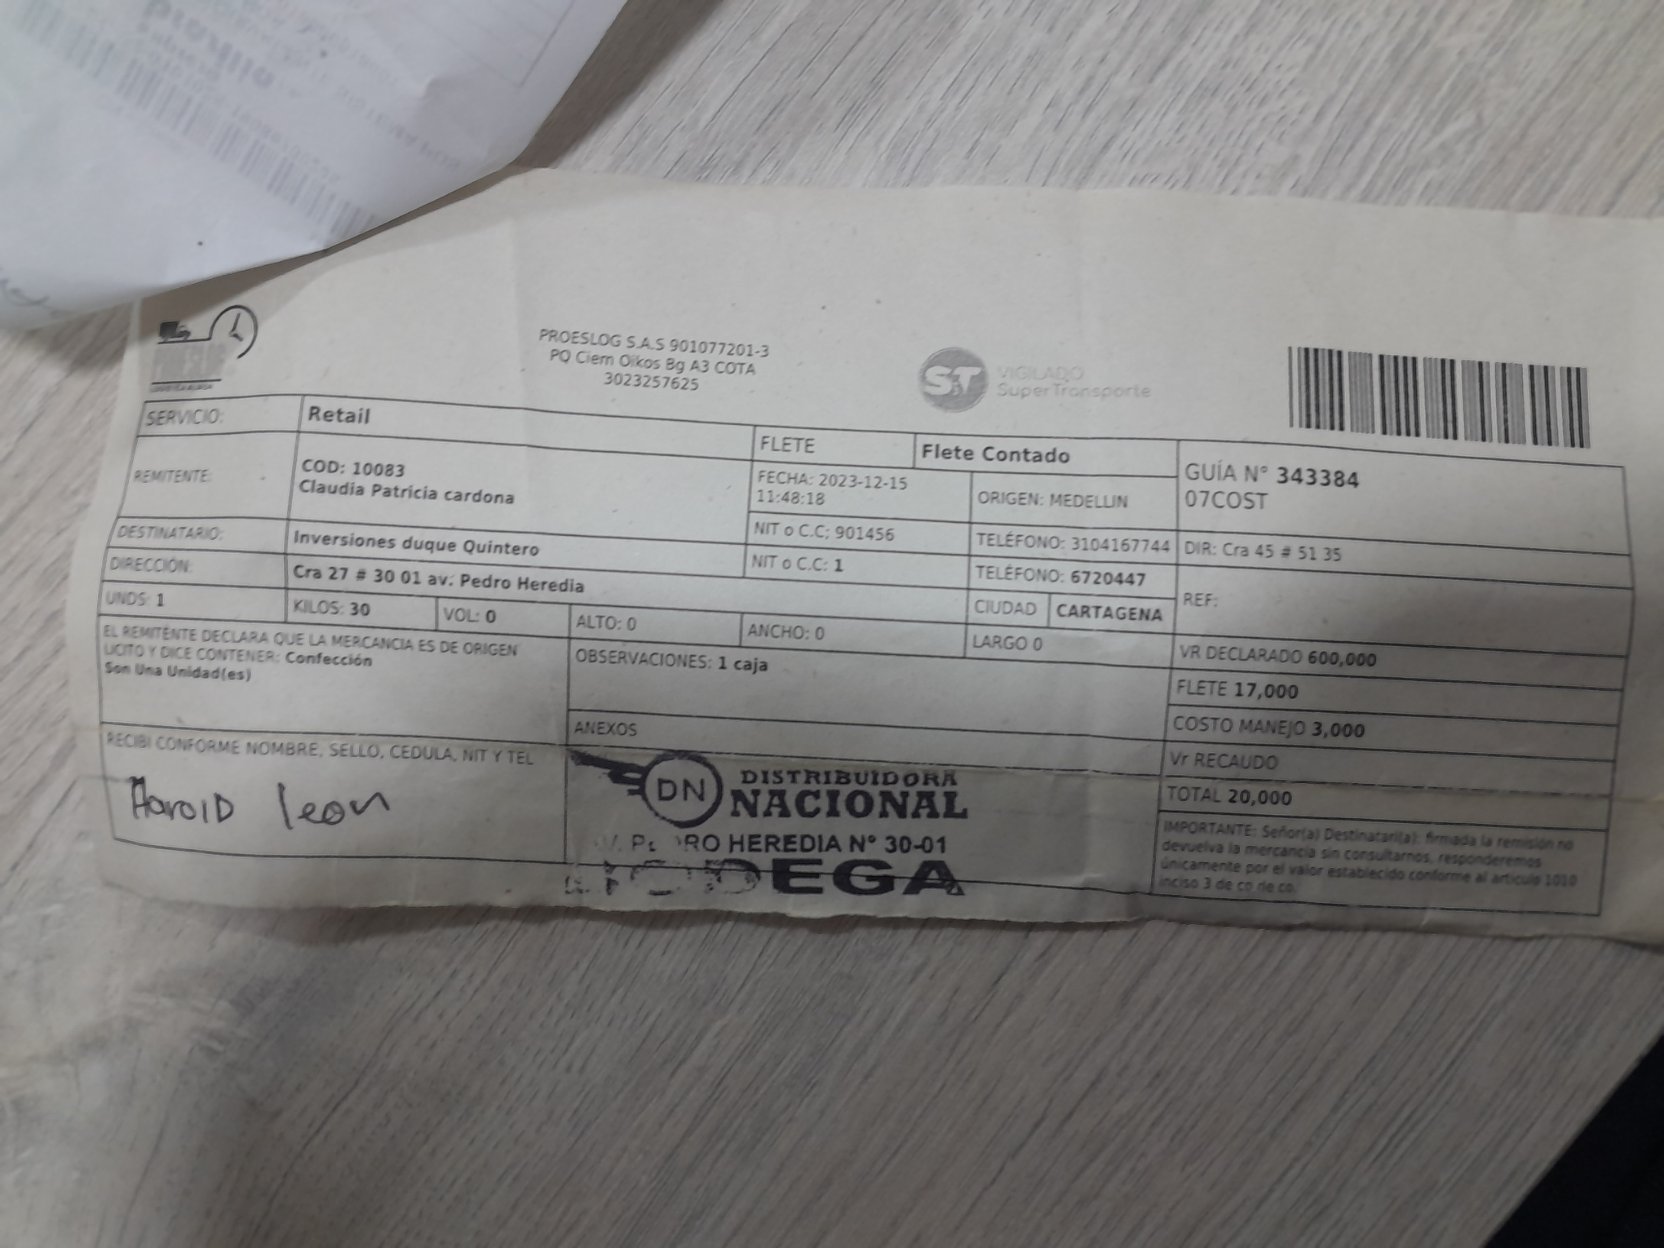 PROESLOG S.A.S 901077201-3
PQ Ciem Oikos Bg A3 COTA
3023257625
ST VIGILADO
SuperTransporte
SERVICIO: Retail
FLETE Flete Contado
GUÍA N° 343384
07COST
REMITENTE: COD: 10083
Claudia Patricia cardona
FECHA: 2023-12-15
11:48:18
ORIGEN: MEDELLIN
NIT o C.C; 901456
TELÉFONO: 3104167744
DIR: Cra 45 # 51 35
DESTINATARIO: Inversiones duque Quintero
NIT o C.C: 1
TELÉFONO: 6720447
REF:
DIRECCIÓN: Cra 27 # 30 01 av. Pedro Heredia
CIUDAD CARTAGENA
UNDS: 1 KILOS: 30 VOL: 0 ALTO: 0 ANCHO: 0 LARGO 0
VR DECLARADO 600,000
EL REMITENTE DECLARA QUE LA MERCANCIA ES DE ORIGEN
LICITO Y DICE CONTENER: Confección
Son Una Unidad(es)
OBSERVACIONES: 1 caja
FLETE 17,000
ANEXOS
COSTO MANEJO 3,000
Vr RECAUDO
TOTAL 20,000
RECIBI CONFORME NOMBRE, SELLO, CEDULA, NIT Y TEL
Harold leon
DN DISTRIBUIDORA
NACIONAL
HEREDIA N° 30-01
BODEGA
IMPORTANTE: Señor(a) Destinatari(a): firmada la remisión no
devuelva la mercancia sin consultarnos, responderemos
únicamente por el valor establecido conforme al articulo 1010
inciso 3 de co de co.